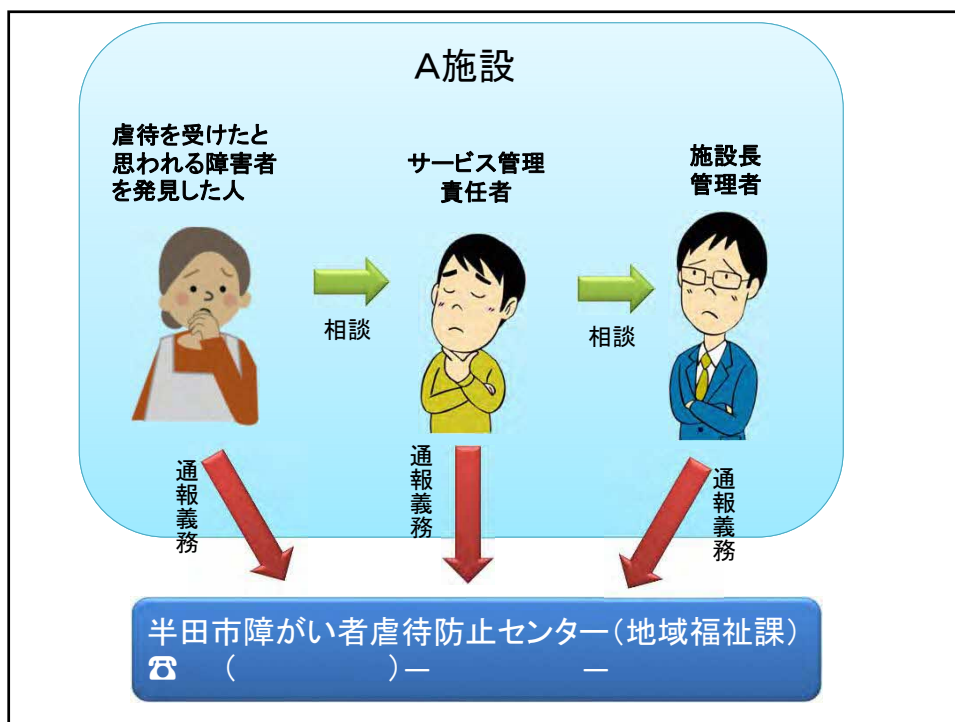 A施設
虐待を受けたと
思われる障害者
を発見した人
サービス管理
責任者
施設長
管理者
相談
相談
通報義務
通報義務
通報義務
半田市障がい者虐待防止センター(地域福祉課)
☎ (　　　　　)－　　　　　－